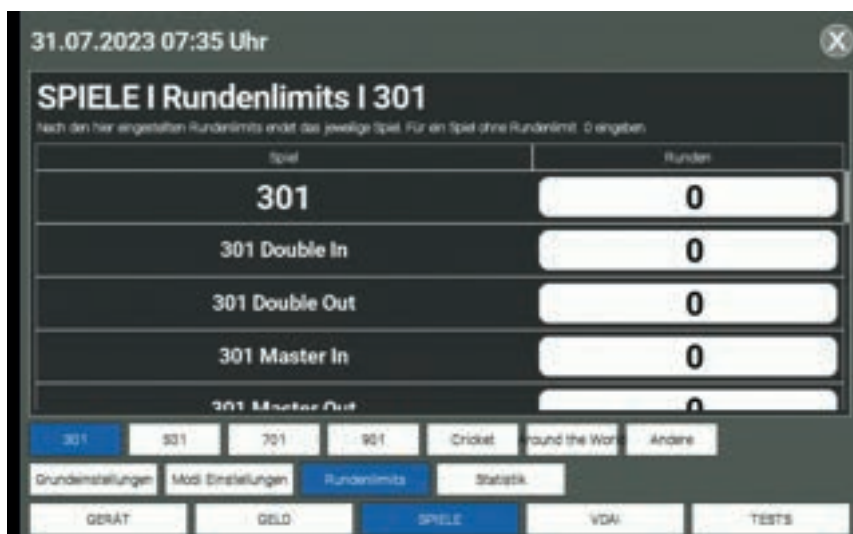 31.07.2023 07:35 Uhr X
SPIELE I Rundenlimits I 301
Nach den hier eingestellten Rundenlimits endet das jeweilige Spiel. Für ein Spiel ohne Rundenlimit 0 eingeben
Spiel Runden
301 0
301 Double In 0
301 Double Out 0
301 Master In 0
301 Master Out 0
301 501 701 901 Cricket Around the World Andere
Grundeinstellungen Modi Einstellungen Rundenlimits Statistik
GERÄT GELD SPIELE VDAI TESTS